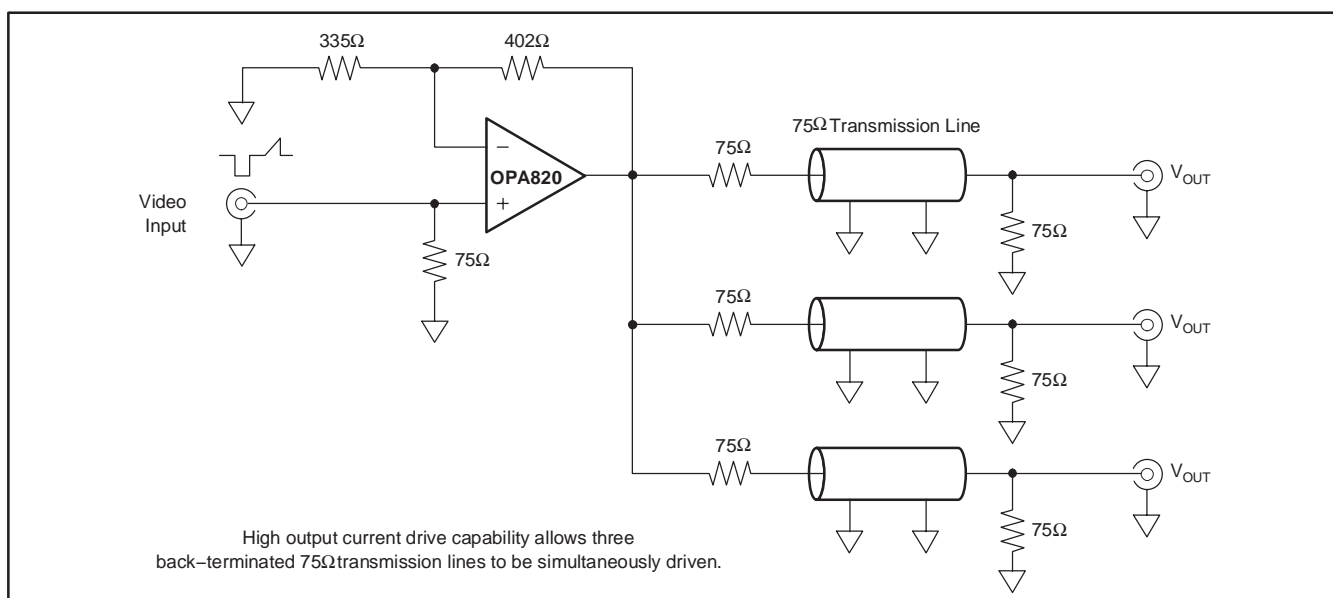 335Ω
402Ω
75Ω Transmission Line
75Ω
−
OPA820
+
V_OUT
Video
Input
75Ω
75Ω
75Ω
V_OUT
75Ω
75Ω
V_OUT
75Ω
High output current drive capability allows three
back−terminated 75Ω transmission lines to be simultaneously driven.